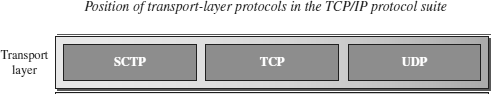 Position of transport-layer protocols in the TCP/IP protocol suite
Transport
layer
SCTP
TCP
UDP